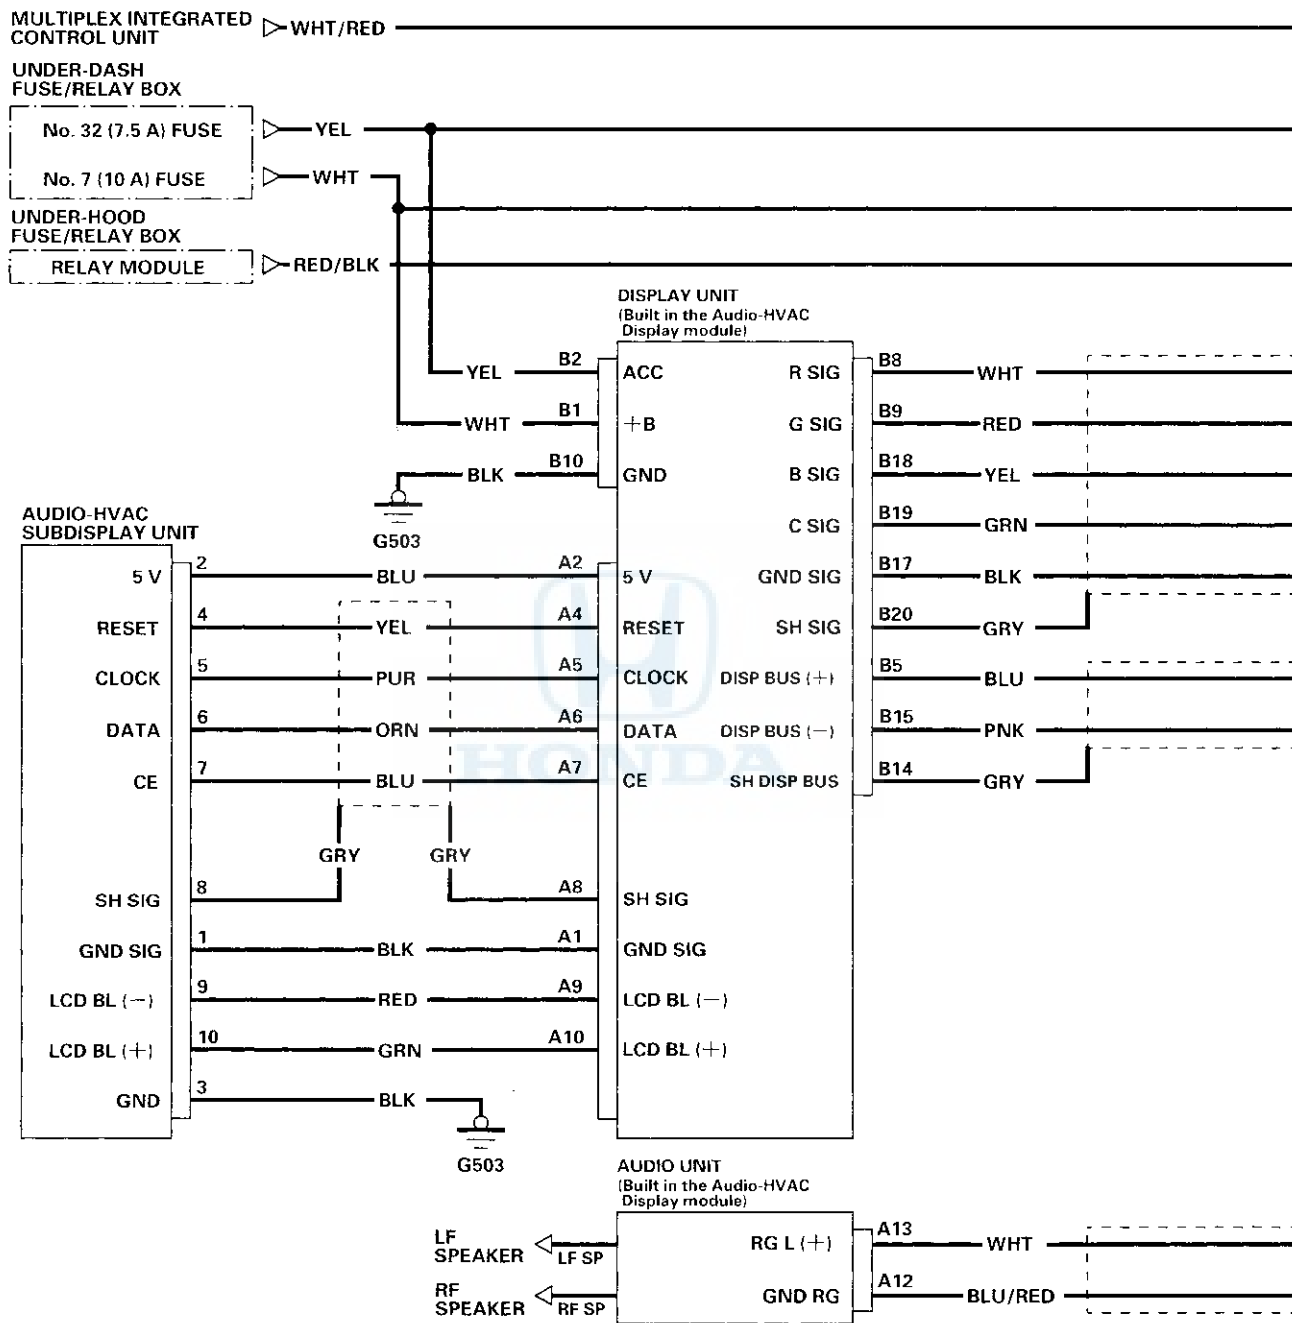 MULTIPLEX INTEGRATED
CONTROL UNIT
WHT/RED
UNDER-DASH
FUSE/RELAY BOX
No. 32 (7.5 A) FUSE
YEL
No. 7 (10 A) FUSE
WHT
UNDER-HOOD
FUSE/RELAY BOX
RELAY MODULE
RED/BLK
DISPLAY UNIT
(Built in the Audio-HVAC
Display module)
YEL B2 ACC R SIG B8 WHT
WHT B1 +B G SIG B9 RED
BLK B10 GND B SIG B18 YEL
G503
C SIG B19 GRN
AUDIO-HVAC
SUBDISPLAY UNIT
5 V 2 BLU A2 5 V GND SIG B17 BLK
RESET 4 YEL A4 RESET SH SIG B20 GRY
CLOCK 5 PUR A5 CLOCK DISP BUS (+) B5 BLU
DATA 6 ORN A6 DATA DISP BUS (−) B15 PNK
CE 7 BLU A7 CE SH DISP BUS B14 GRY
HONDA
GRY GRY
SH SIG 8 A8 SH SIG
GND SIG 1 BLK A1 GND SIG
LCD BL (−) 9 RED A9 LCD BL (−)
LCD BL (+) 10 GRN A10 LCD BL (+)
GND 3 BLK
G503
AUDIO UNIT
(Built in the Audio-HVAC
Display module)
LF
SPEAKER
LF SP
RG L (+) A13 WHT
RF
SPEAKER
RF SP
GND RG A12 BLU/RED